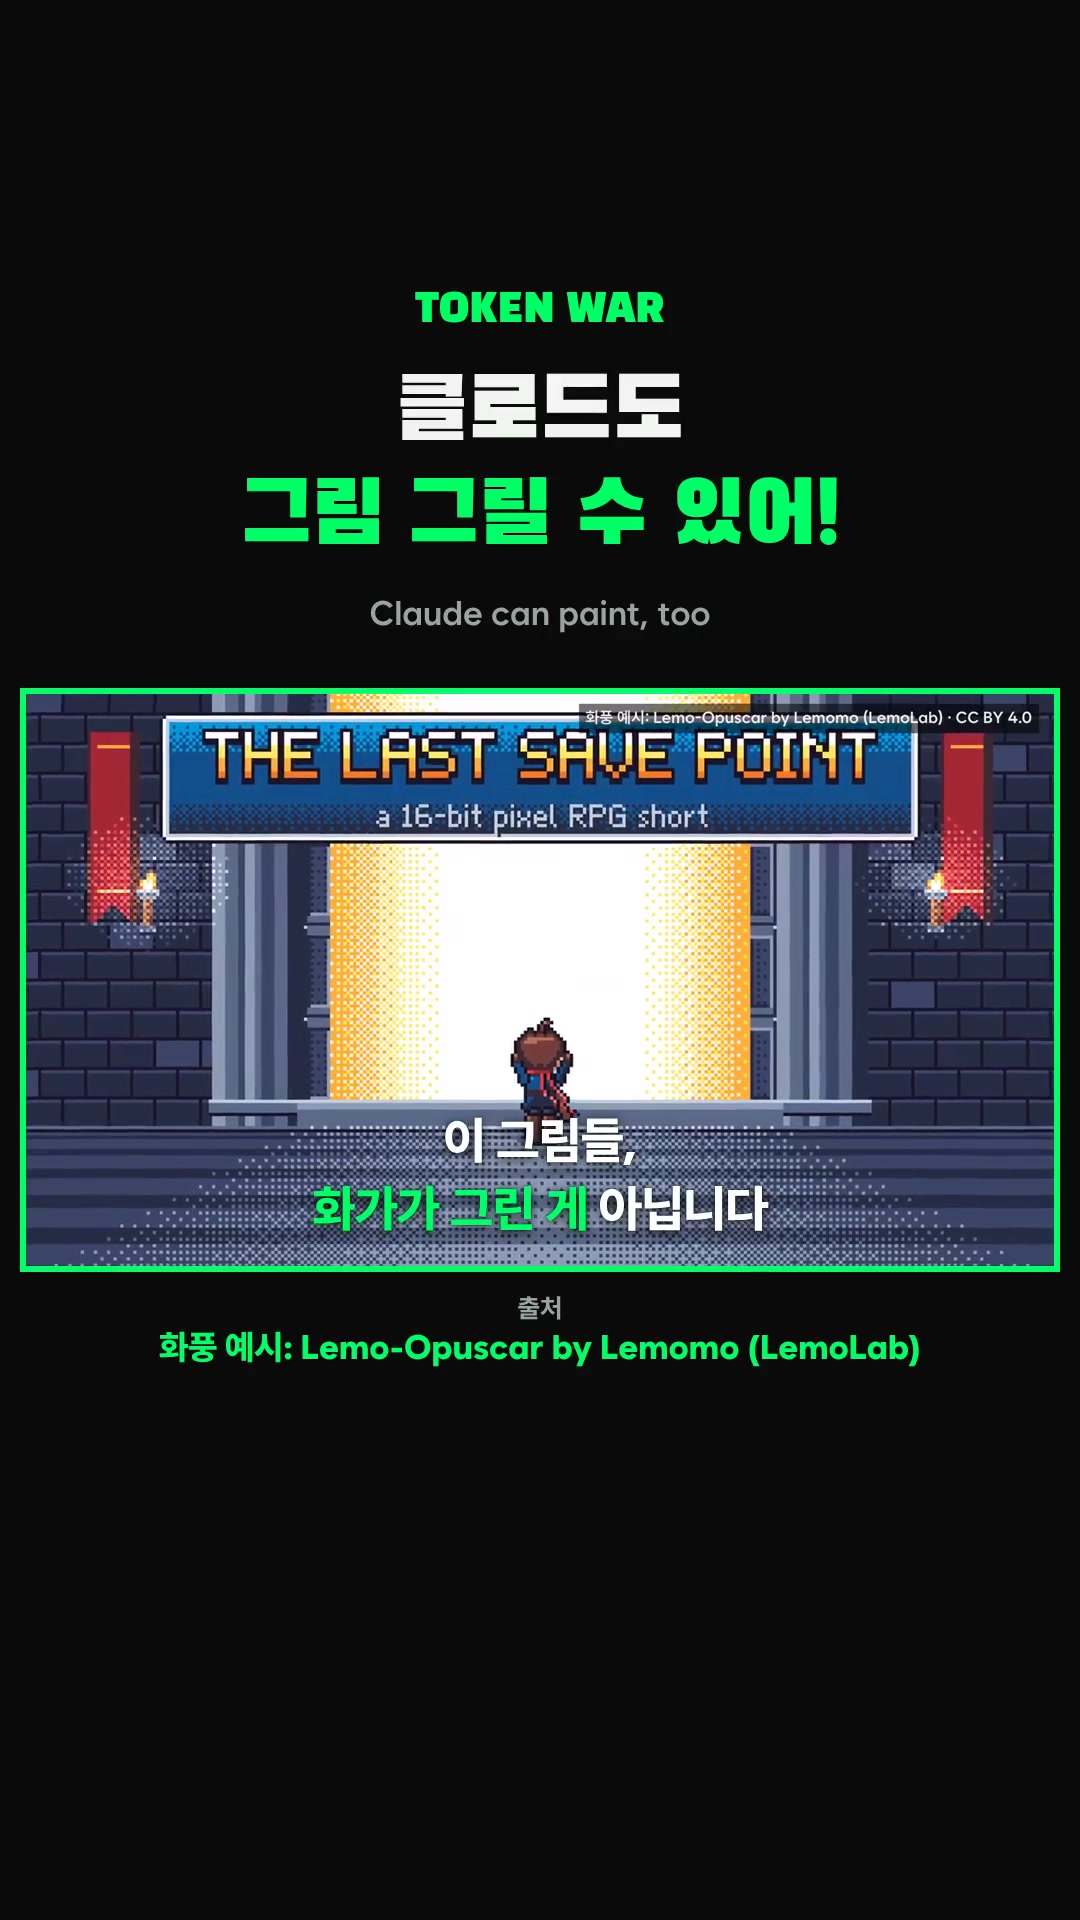 TOKEN WAR
클로드도
그림 그릴 수 있어!
Claude can paint, too
화풍 예시: Lemo-Opuscar by Lemomo (LemoLab) · CC BY 4.0
THE LAST SAVE POINT
a 16-bit pixel RPG short
이 그림들,
화가가 그린 게 아닙니다
출처
화풍 예시: Lemo-Opuscar by Lemomo (LemoLab)